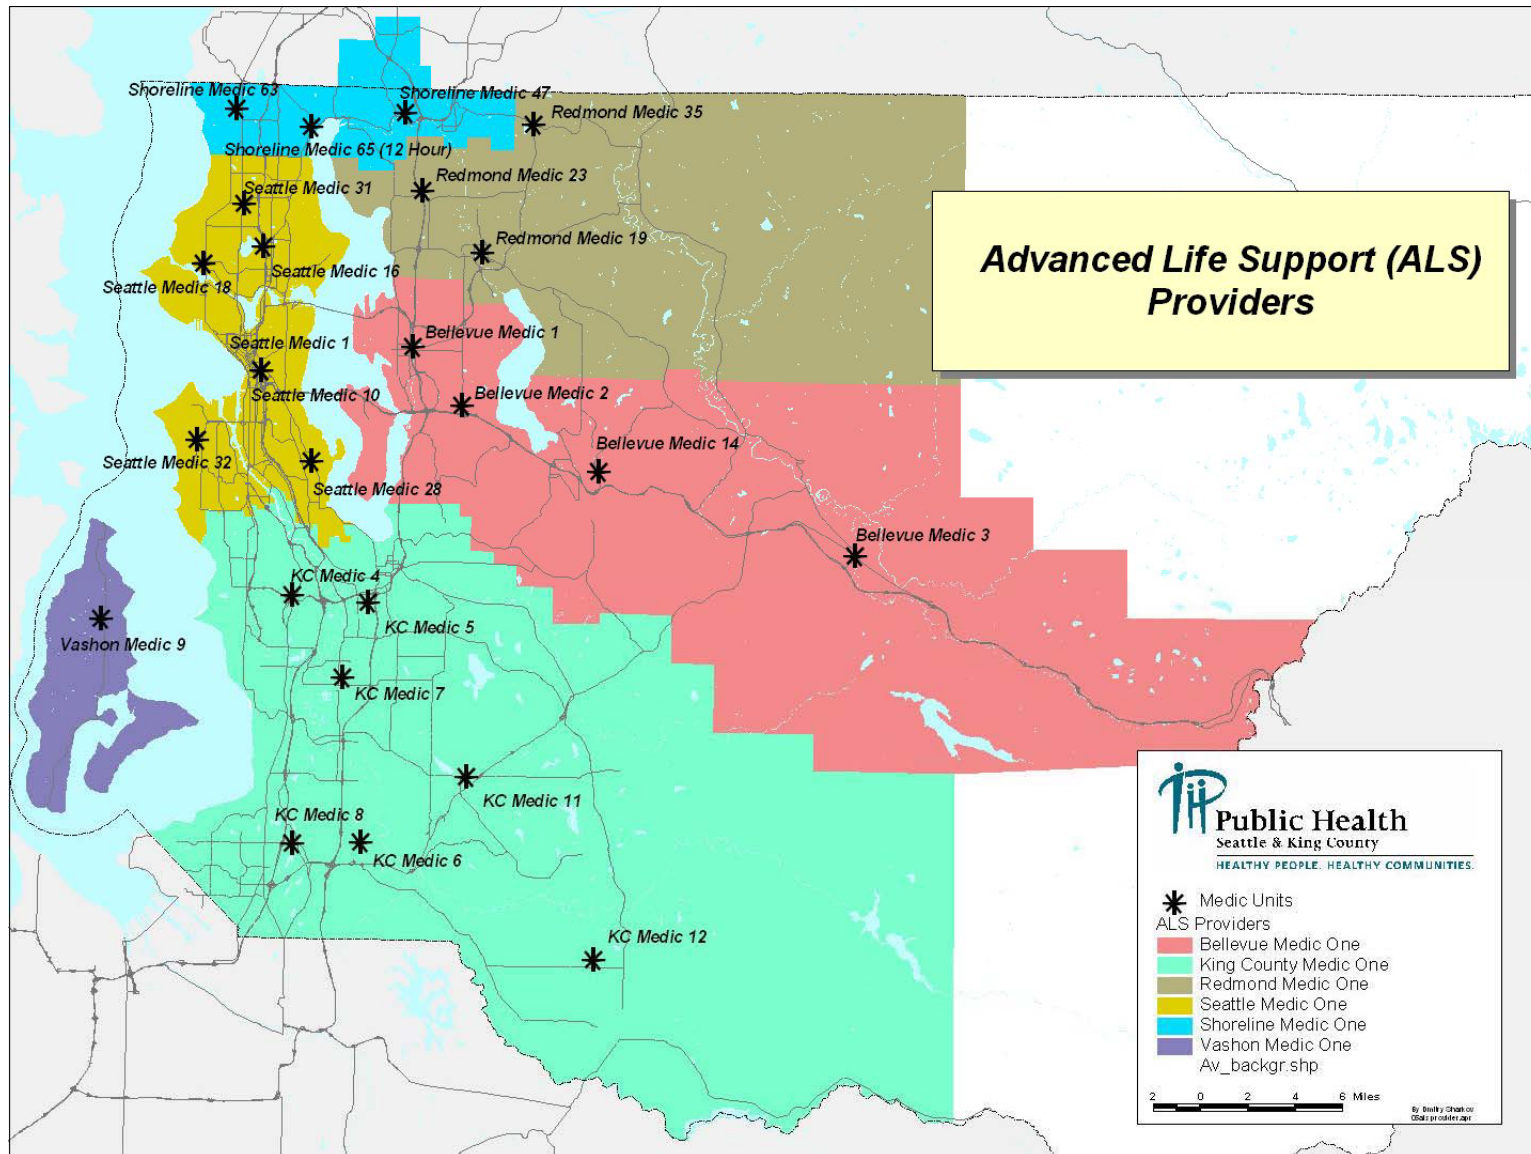 Shoreline Medic 63
Shoreline Medic 47
Redmond Medic 35
Shoreline Medic 65 (12 Hour)
Redmond Medic 23
Seattle Medic 31
Redmond Medic 19
Seattle Medic 16
Seattle Medic 18
Advanced Life Support (ALS)
Providers
Bellevue Medic 1
Seattle Medic 1
Seattle Medic 10
Bellevue Medic 2
Bellevue Medic 14
Seattle Medic 32
Seattle Medic 28
Bellevue Medic 3
KC Medic 4
KC Medic 5
Vashon Medic 9
KC Medic 7
KC Medic 11
KC Medic 8
KC Medic 6
KC Medic 12
Public Health
Seattle & King County
HEALTHY PEOPLE. HEALTHY COMMUNITIES.
Medic Units
ALS Providers
Bellevue Medic One
King County Medic One
Redmond Medic One
Seattle Medic One
Shoreline Medic One
Vashon Medic One
Av_backgr.shp
2 0 2 4 6 Miles
By Dmitry Sharkov